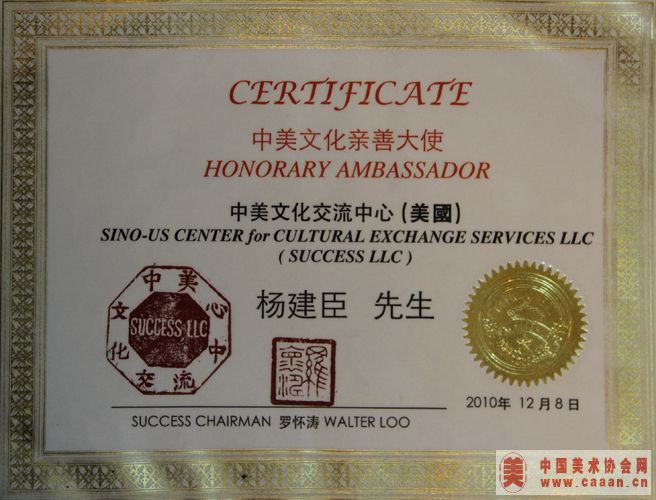 CERTIFICATE
中美文化亲善大使
HONORARY AMBASSADOR
中美文化交流中心(美國)
SINO-US CENTER for CULTURAL EXCHANGE SERVICES LLC
( SUCCESS LLC )
杨建臣 先生
中美文化交流中心
SUCCESS LLC
2010年 12月8日
SUCCESS CHAIRMAN 罗怀涛 WALTER LOO
美 中国美术协会网
www.caaan.cn